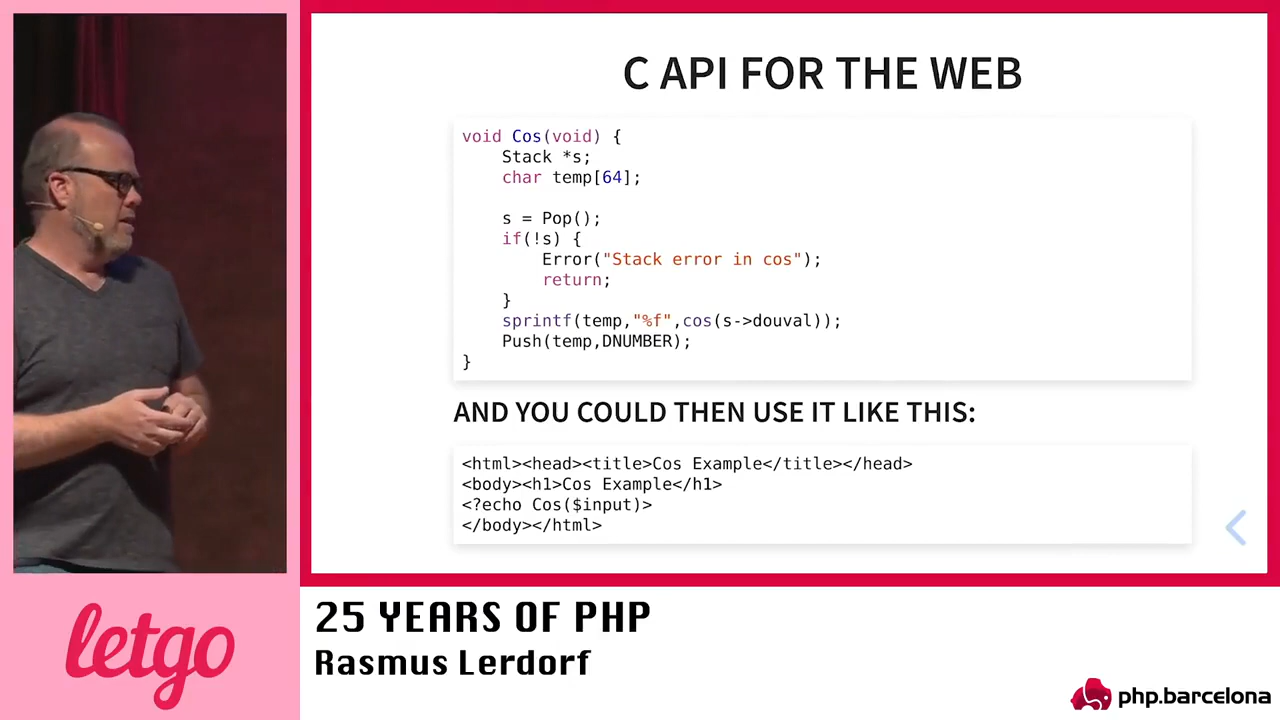 C API FOR THE WEB
void Cos(void) {
    Stack *s;
    char temp[64];

    s = Pop();
    if(!s) {
        Error("Stack error in cos");
        return;
    }
    sprintf(temp,"%f",cos(s->douval));
    Push(temp,DNUMBER);
}
AND YOU COULD THEN USE IT LIKE THIS:
<html><head><title>Cos Example</title></head>
<body><h1>Cos Example</h1>
<?echo Cos($input)>
</body></html>
letgo
25 YEARS OF PHP
Rasmus Lerdorf
php.barcelona